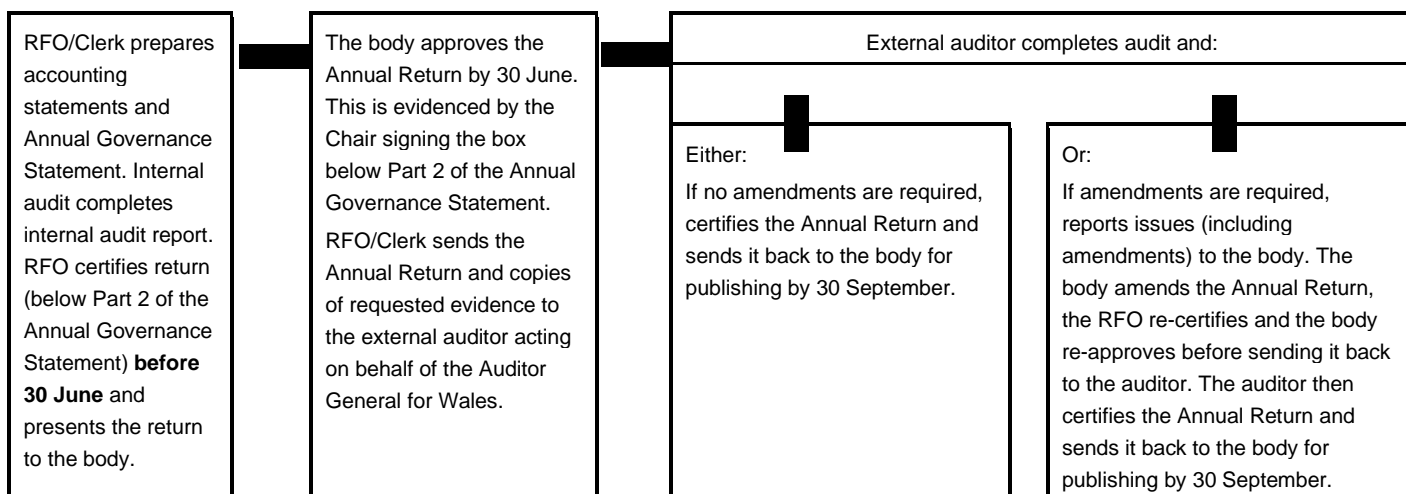 RFO/Clerk prepares
accounting
statements and
Annual Governance
Statement. Internal
audit completes
internal audit report.
RFO certifies return
(below Part 2 of the
Annual Governance
Statement) before
30 June and
presents the return
to the body.
The body approves the
Annual Return by 30 June.
This is evidenced by the
Chair signing the box
below Part 2 of the Annual
Governance Statement.
RFO/Clerk sends the
Annual Return and copies
of requested evidence to
the external auditor acting
on behalf of the Auditor
General for Wales.
External auditor completes audit and:
Either:
If no amendments are required,
certifies the Annual Return and
sends it back to the body for
publishing by 30 September.
Or:
If amendments are required,
reports issues (including
amendments) to the body. The
body amends the Annual Return,
the RFO re-certifies and the body
re-approves before sending it back
to the auditor. The auditor then
certifies the Annual Return and
sends it back to the body for
publishing by 30 September.